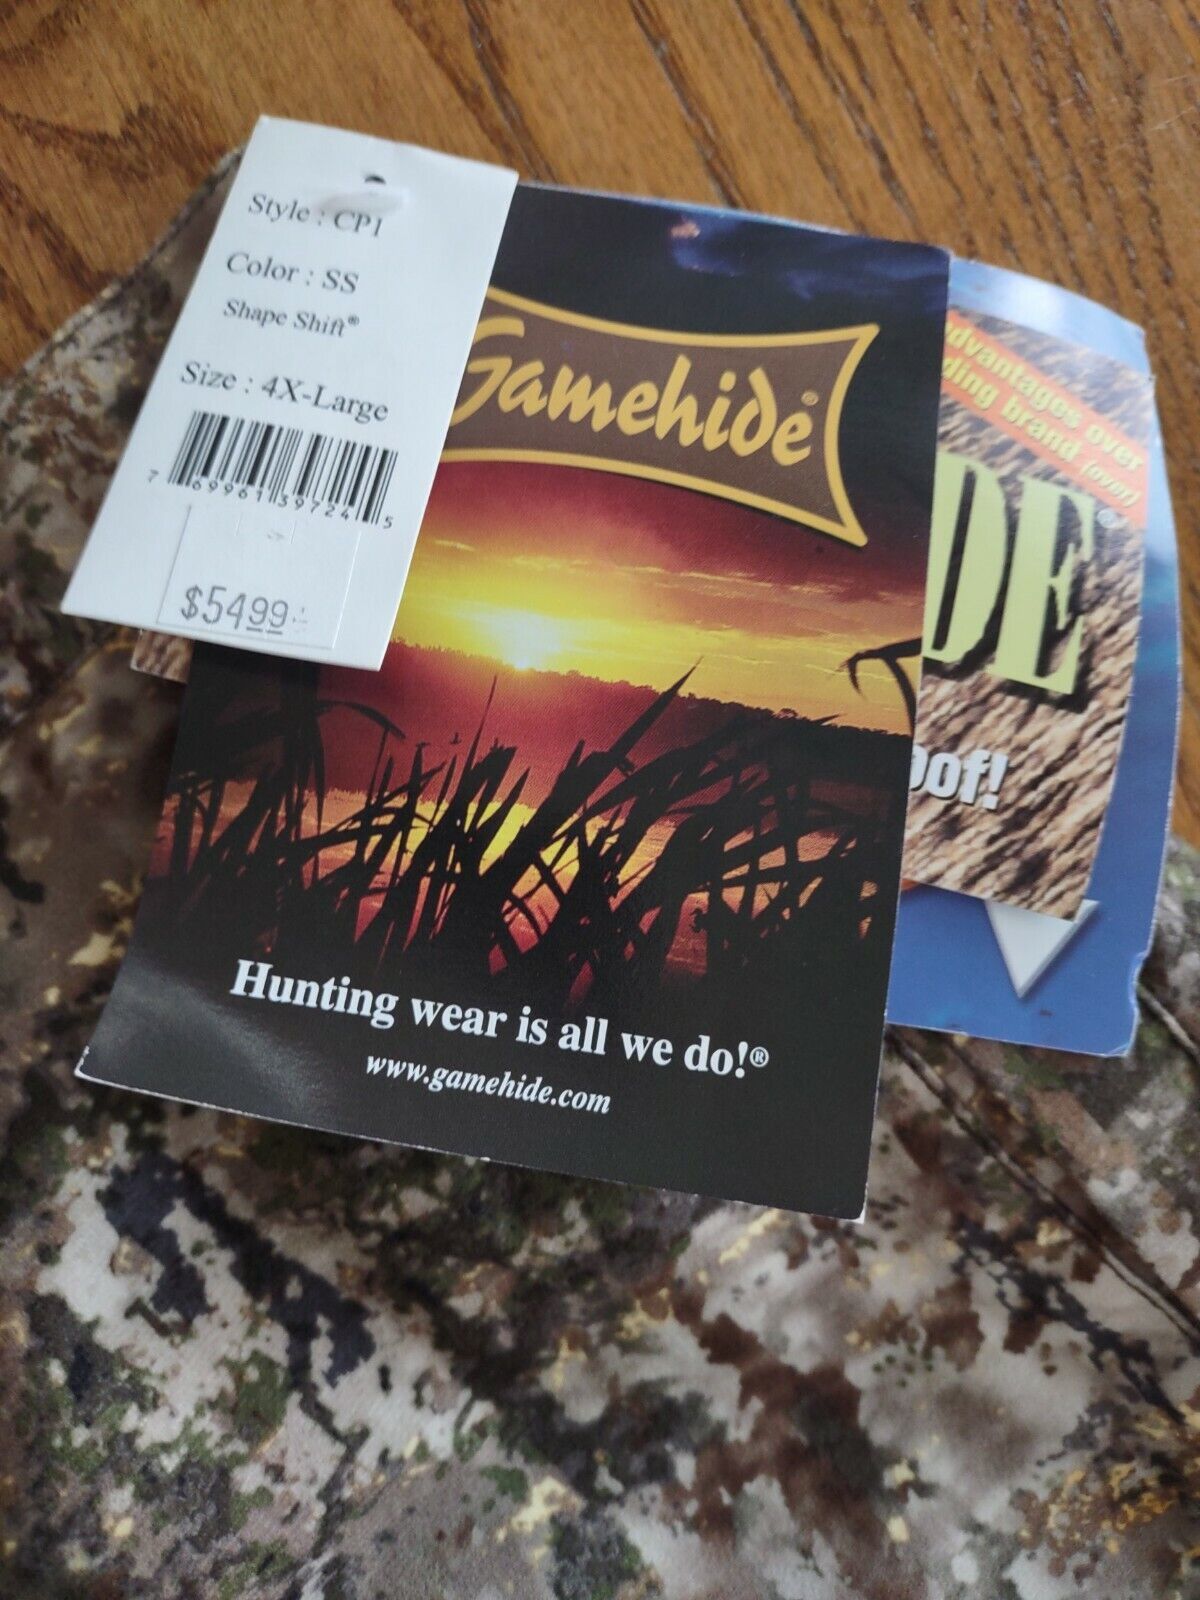 Style : CP1
Color : SS
Shape Shift®
Size : 4X-Large
7 69961 39724 5
$54.99
Gamehide®
Hunting wear is all we do!®
www.gamehide.com
advantages over
ding brand (over)
DE®
oof!